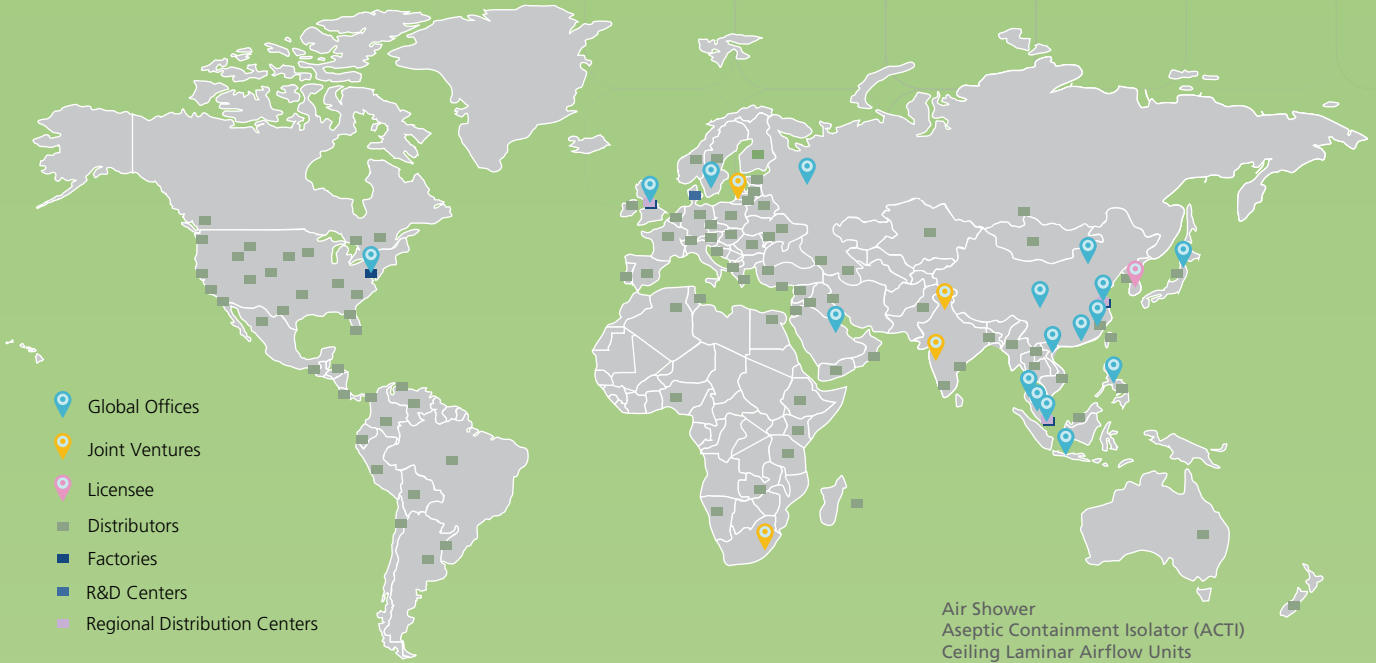 Global Offices
Joint Ventures
Licensee
Distributors
Factories
R&D Centers
Regional Distribution Centers
Air Shower
Aseptic Containment Isolator (ACTI)
Ceiling Laminar Airflow Units